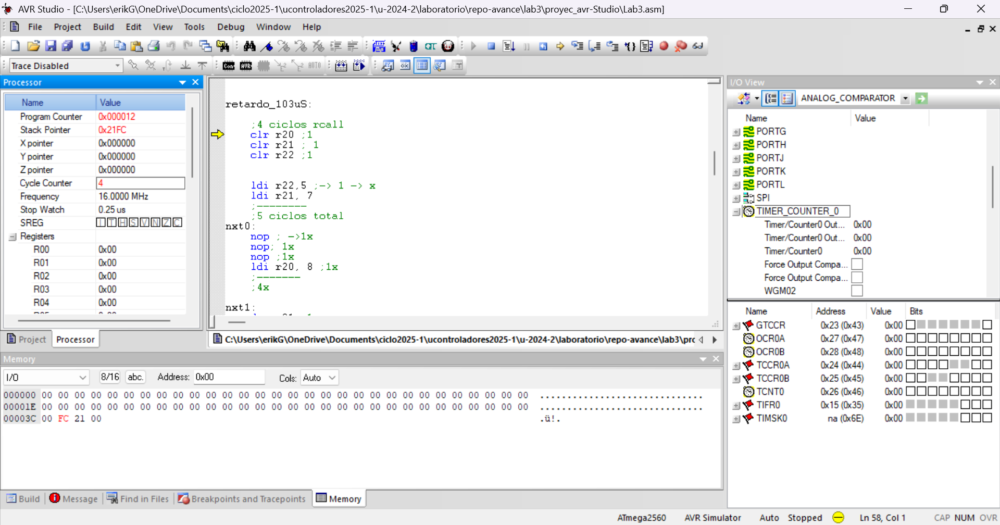 AVR Studio - [C:\Users\erikG\OneDrive\Documents\ciclo2025-1\ucontroladores2025-1\u-2024-2\laboratorio\repo-avance\lab3\proyec_avr-Studio\Lab3.asm]
File Project Build Edit View Tools Debug Window Help
Trace Disabled
Con AVR AUTO
Processor
Name Value
Program Counter 0x000012
Stack Pointer 0x21FC
X pointer 0x000000
Y pointer 0x000000
Z pointer 0x000000
Cycle Counter 4
Frequency 16.0000 MHz
Stop Watch 0.25 us
SREG I T H S V N Z C
Registers
R00 0x00
R01 0x00
R02 0x00
R03 0x00
R04 0x00
Project Processor
retardo_103uS:
;4 ciclos rcall
clr r20 ;1
clr r21 ; 1
clr r22 ;1
ldi r22,5 ;-> 1 -> x
ldi r21, 7
;--------
;5 ciclos total
nxt0:
nop ; ->1x
nop; 1x
nop ;1x
ldi r20, 8 ;1x
;-------
;4x
nxt1:
C:\Users\erikG\OneDrive\Documents\ciclo2025-1\ucontroladores2025-1\u-2024-2\laboratorio\repo-avance\lab3\prc
I/O View
ANALOG_COMPARATOR
Name Value
PORTG
PORTH
PORTJ
PORTK
PORTL
SPI
TIMER_COUNTER_0
Timer/Counter0 Out... 0x00
Timer/Counter0 Out... 0x00
Timer/Counter0 0x00
Force Output Compa...
Force Output Compa...
WGM02
Name Address Value Bits
GTCCR 0x23 (0x43) 0x00
OCR0A 0x27 (0x47) 0x00
OCR0B 0x28 (0x48) 0x00
TCCR0A 0x24 (0x44) 0x00
TCCR0B 0x25 (0x45) 0x00
TCNT0 0x26 (0x46) 0x00
TIFR0 0x15 (0x35) 0x00
TIMSK0 na (0x6E) 0x00
Memory
I/O 8/16 abc. Address: 0x00 Cols: Auto
000000 00 00 00 00 00 00 00 00 00 00 00 00 00 00 00 00 00 00 00 00 00 00 00 00 00 00 00 00 00 00 ..............................
00001E 00 00 00 00 00 00 00 00 00 00 00 00 00 00 00 00 00 00 00 00 00 00 00 00 00 00 00 00 00 00 ..............................
00003C 00 FC 21 00 .ü!.
Build Message Find in Files Breakpoints and Tracepoints Memory
ATmega2560 AVR Simulator Auto Stopped Ln 58, Col 1 CAP NUM OVR